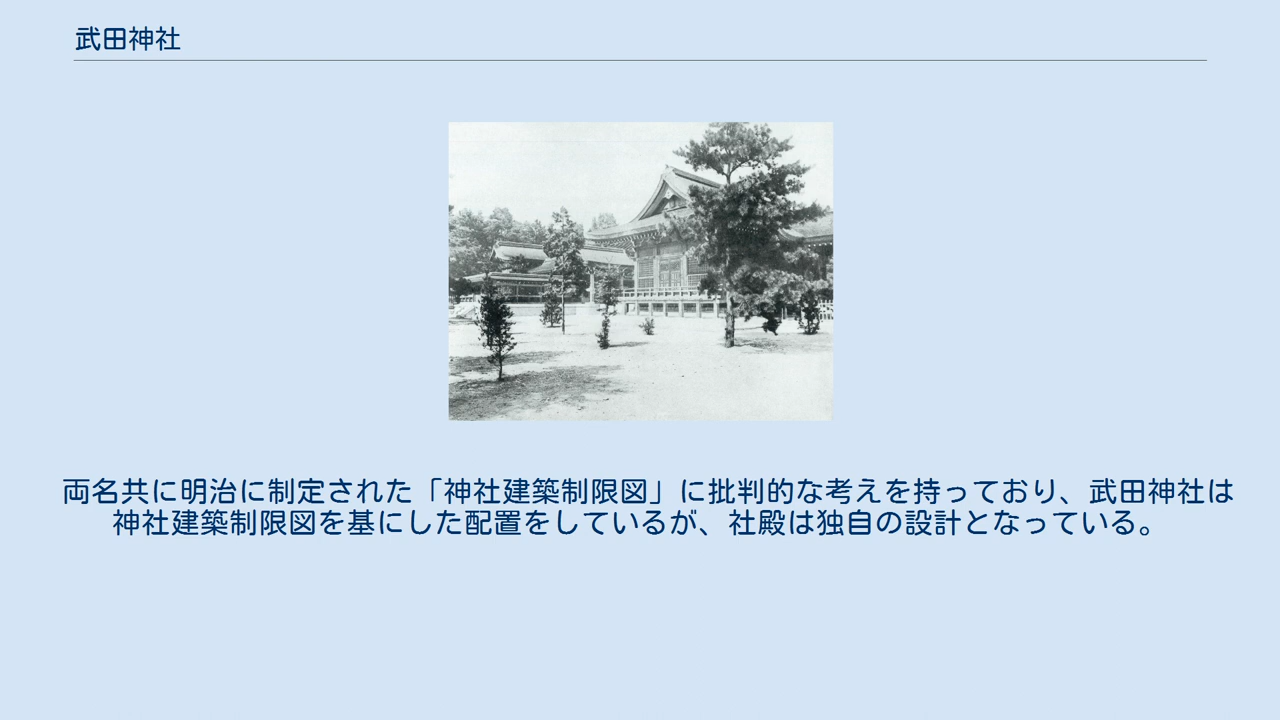 武田神社
両名共に明治に制定された「神社建築制限図」に批判的な考えを持っており、武田神社は
神社建築制限図を基にした配置をしているが、社殿は独自の設計となっている。